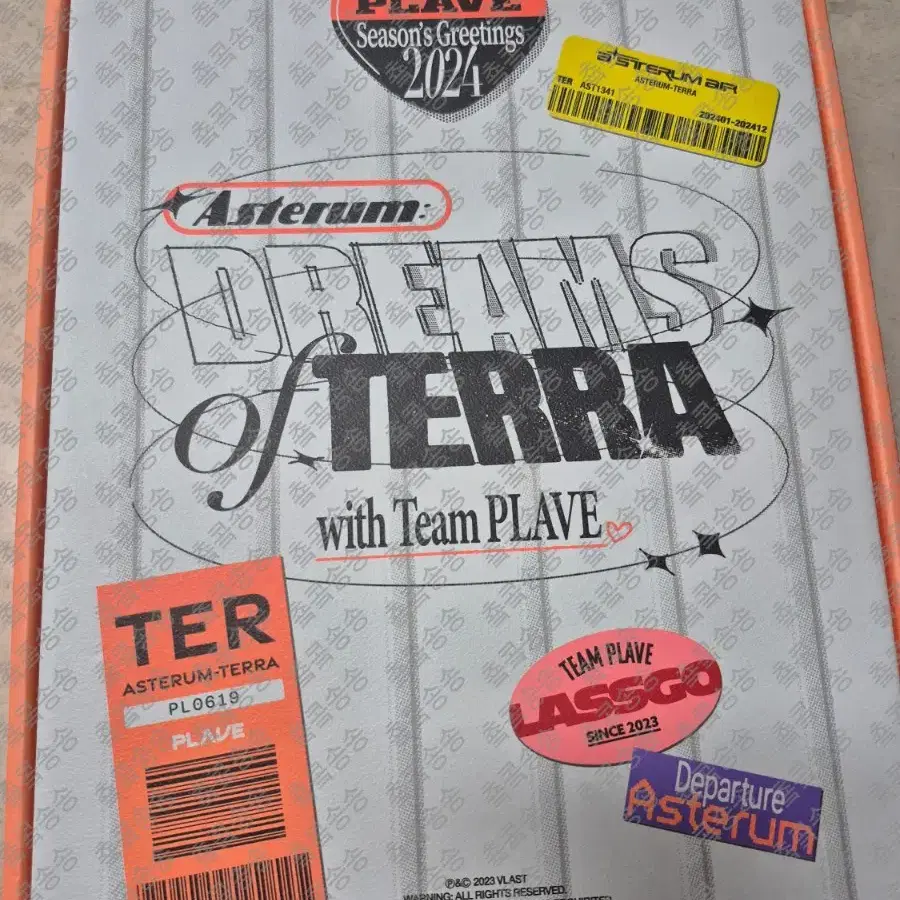 PLAVE
Season's Greetings
2024
ASTERUM AIR
ASTERUM-TERRA
TER AST1341
202401-202412
Asterum:
DREAMS
of TERRA
with Team PLAVE
TER
ASTERUM-TERRA
PL0619
PLAVE
TEAM PLAVE
LASSGO
SINCE 2023
Departure
Asterum
℗&© 2023 VLAST
WARNING: ALL RIGHTS RESERVED.